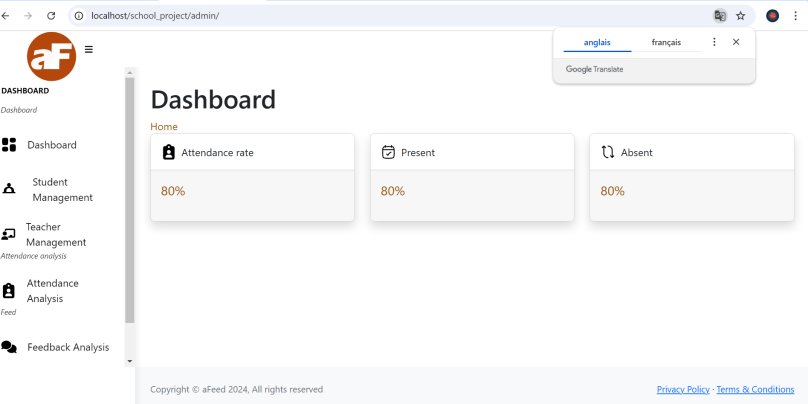 localhost/school_project/admin/
anglais français
Google Translate
aF
DASHBOARD
Dashboard
Dashboard
Student
Management
Teacher
Management
Attendance analysis
Attendance
Analysis
Feed
Feedback Analysis
Dashboard
Home
Attendance rate
80%
Present
80%
Absent
80%
Copyright © aFeed 2024, All rights reserved
Privacy Policy · Terms & Conditions